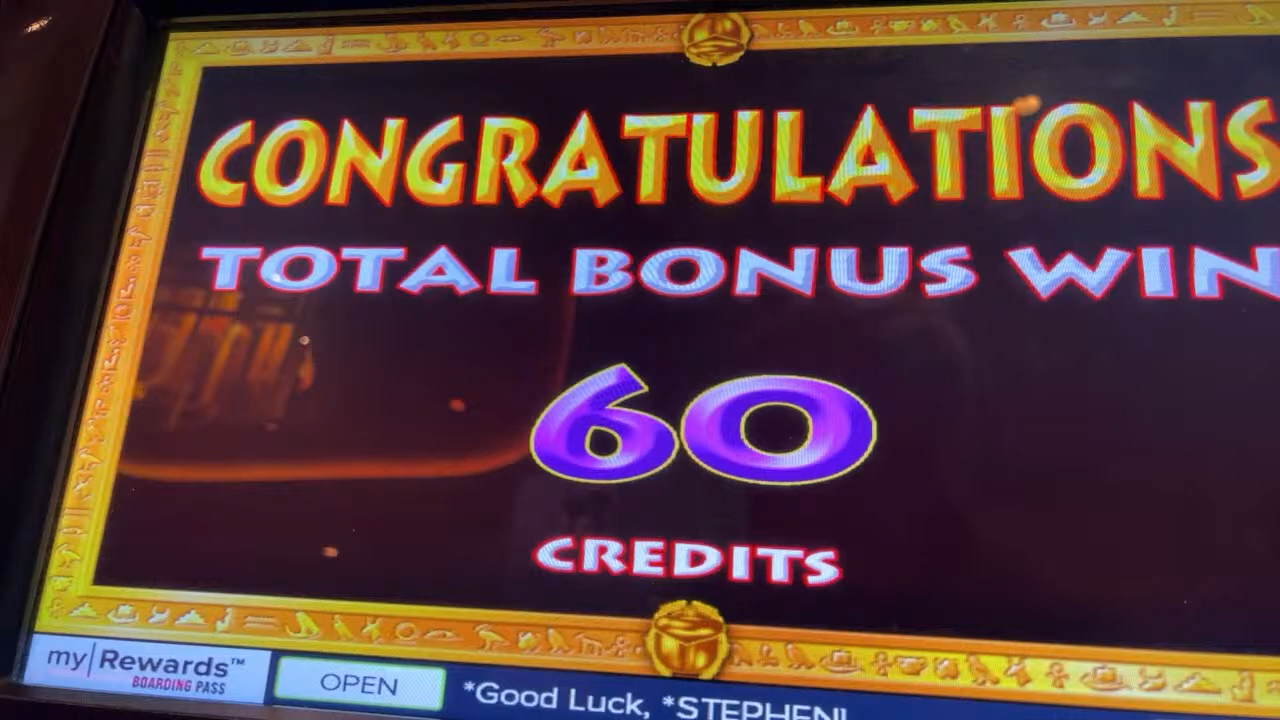 CONGRATULATIONS
TOTAL BONUS WIN
60
CREDITS
my|Rewards™
BOARDING PASS
OPEN
*Good Luck, *STEPHEN!